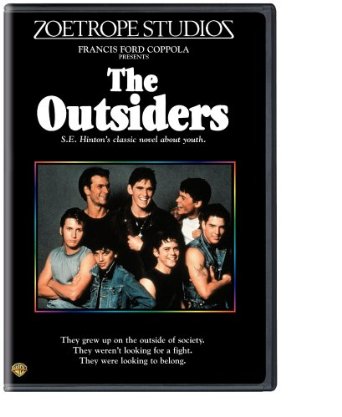 ZOETROPE STUDIOS
FRANCIS FORD COPPOLA
PRESENTS
The
Outsiders
S.E. Hinton's classic novel about youth.
They grew up on the outside of society.
They weren't looking for a fight.
They were looking to belong.